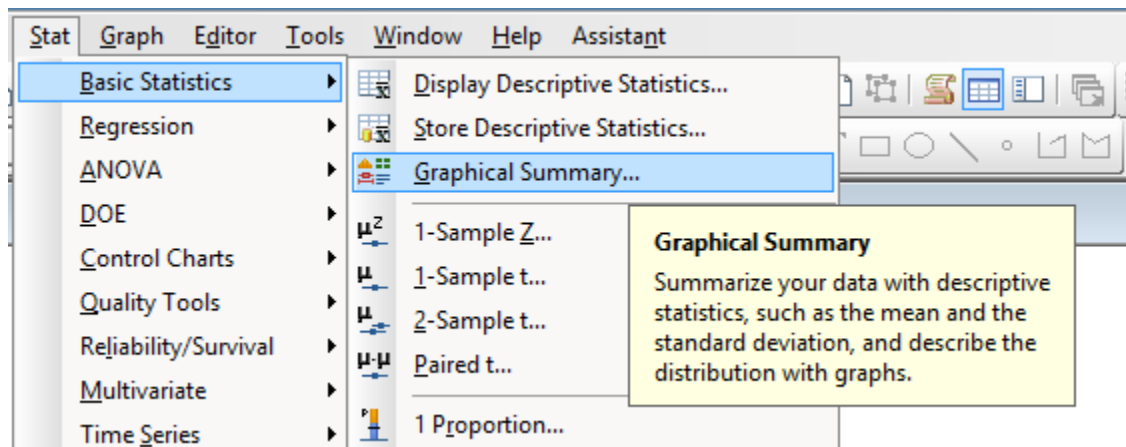 Stat Graph Editor Tools Window Help Assistant
Basic Statistics
Regression
ANOVA
DOE
Control Charts
Quality Tools
Reliability/Survival
Multivariate
Time Series
Display Descriptive Statistics...
Store Descriptive Statistics...
Graphical Summary...
µZ 1-Sample Z...
µ 1-Sample t...
µ 2-Sample t...
µ-µ Paired t...
P 1 Proportion...
Graphical Summary
Summarize your data with descriptive
statistics, such as the mean and the
standard deviation, and describe the
distribution with graphs.